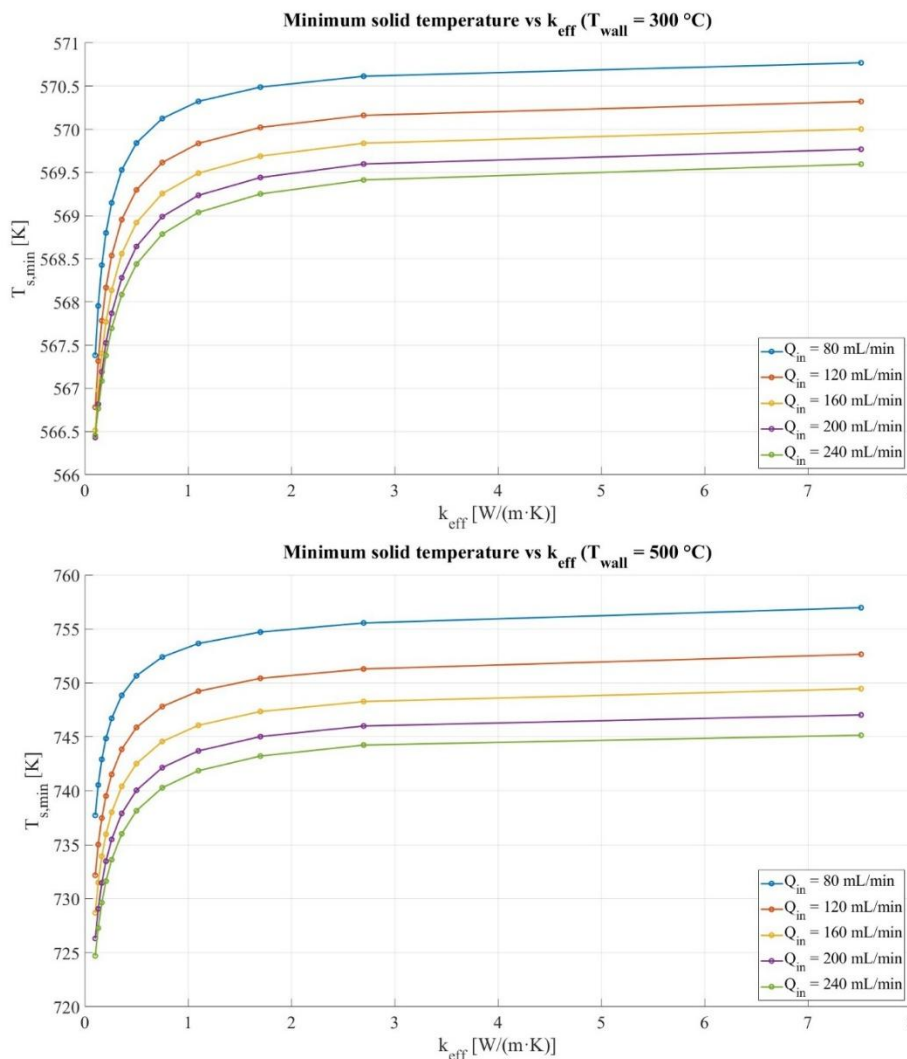 Minimum solid temperature vs k_eff (T_wall = 300 °C)
571
570.5
570
569.5
569
568.5
568
567.5
567
566.5
566
T_s,min [K]
0 1 2 3 4 5 6 7
k_eff [W/(m·K)]
Q_in = 80 mL/min
Q_in = 120 mL/min
Q_in = 160 mL/min
Q_in = 200 mL/min
Q_in = 240 mL/min
Minimum solid temperature vs k_eff (T_wall = 500 °C)
760
755
750
745
740
735
730
725
720
T_s,min [K]
0 1 2 3 4 5 6 7
k_eff [W/(m·K)]
Q_in = 80 mL/min
Q_in = 120 mL/min
Q_in = 160 mL/min
Q_in = 200 mL/min
Q_in = 240 mL/min